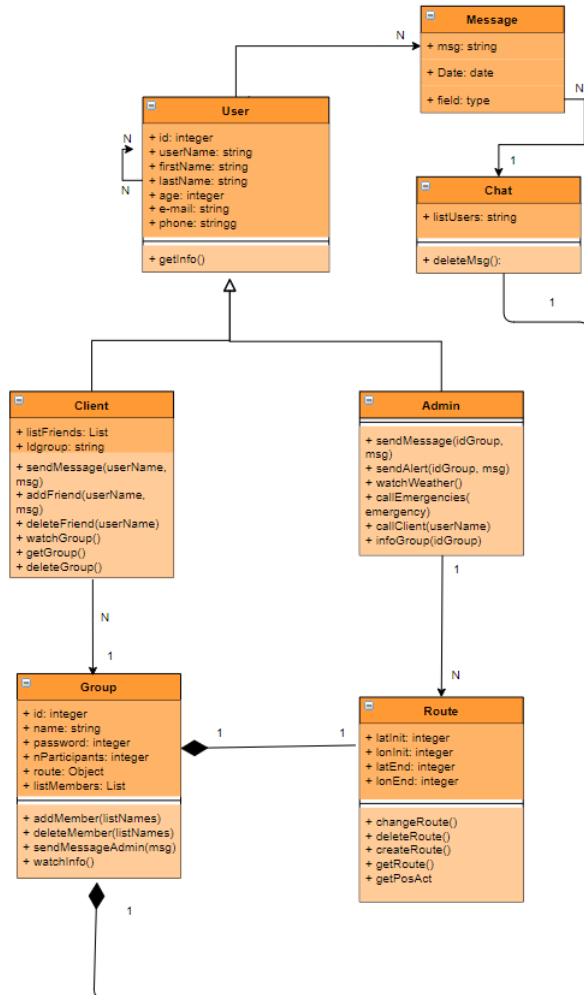 Message
+ msg: string
+ Date: date
+ field: type
N
N
User
+ id: integer
+ userName: string
+ firstName: string
+ lastName: string
+ age: integer
+ e-mail: string
+ phone: stringg
+ getInfo()
N
N
1
Chat
+ listUsers: string
+ deleteMsg():
1
Client
+ listFriends: List
+ Idgroup: string
+ sendMessage(userName,
msg)
+ addFriend(userName,
msg)
+ deleteFriend(userName)
+ watchGroup()
+ getGroup()
+ deleteGroup()
Admin
+ sendMessage(idGroup,
msg)
+ sendAlert(idGroup, msg)
+ watchWeather()
+ callEmergencies(
emergency)
+ callClient(userName)
+ infoGroup(idGroup)
N
1
1
N
Group
+ id: integer
+ name: string
+ password: integer
+ nParticipants: integer
+ route: Object
+ listMembers: List
+ addMember(listNames)
+ deleteMember(listNames)
+ sendMessageAdmin(msg)
+ watchInfo()
1
1
Route
+ latInit: integer
+ lonInit: integer
+ latEnd: integer
+ lonEnd: integer
+ changeRoute()
+ deleteRoute()
+ createRoute()
+ getRoute()
+ getPosAct
1